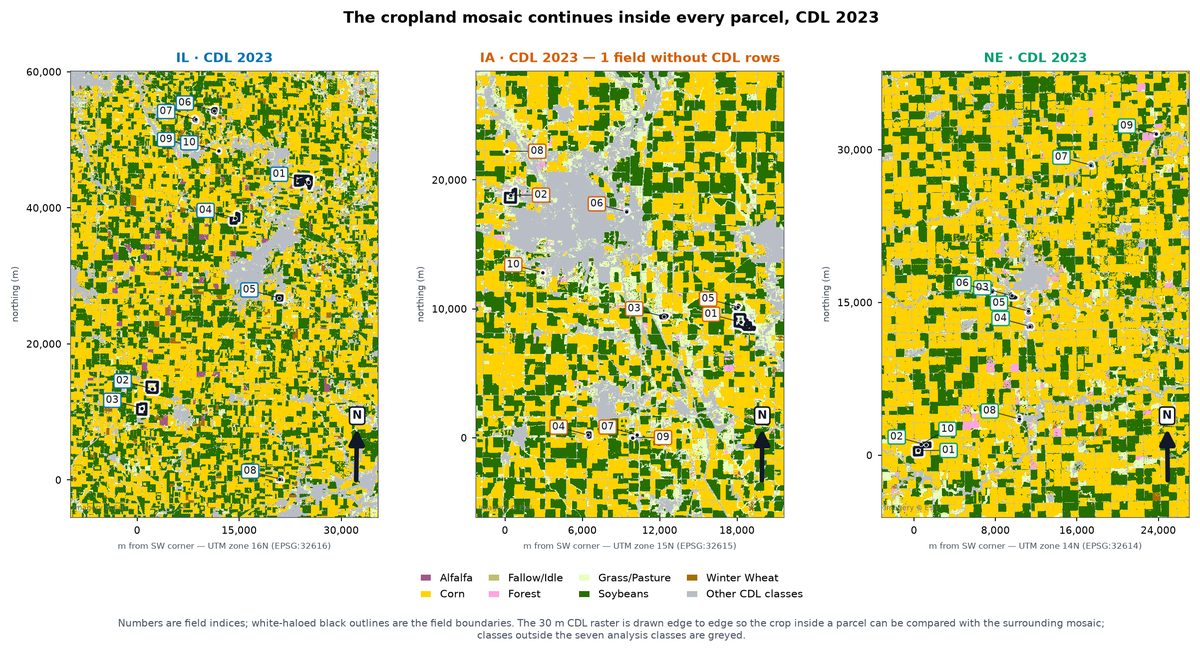 The cropland mosaic continues inside every parcel, CDL 2023
IL · CDL 2023
60,000
40,000
20,000
0
northing (m)
06
07
09
10
01
04
05
02
03
08
N
0
15,000
30,000
m from SW corner — UTM zone 16N (EPSG:32616)
IA · CDL 2023 — 1 field without CDL rows
20,000
10,000
0
northing (m)
08
02
06
10
05
03
01
04
07
09
N
0
6,000
12,000
18,000
m from SW corner — UTM zone 15N (EPSG:32615)
NE · CDL 2023
30,000
15,000
0
northing (m)
09
07
06
03
05
04
08
10
02
01
N
0
8,000
16,000
24,000
m from SW corner — UTM zone 14N (EPSG:32614)
Alfalfa
Fallow/Idle
Grass/Pasture
Winter Wheat
Corn
Forest
Soybeans
Other CDL classes
Numbers are field indices; white-haloed black outlines are the field boundaries. The 30 m CDL raster is drawn edge to edge so the crop inside a parcel can be compared with the surrounding mosaic;
classes outside the seven analysis classes are greyed.